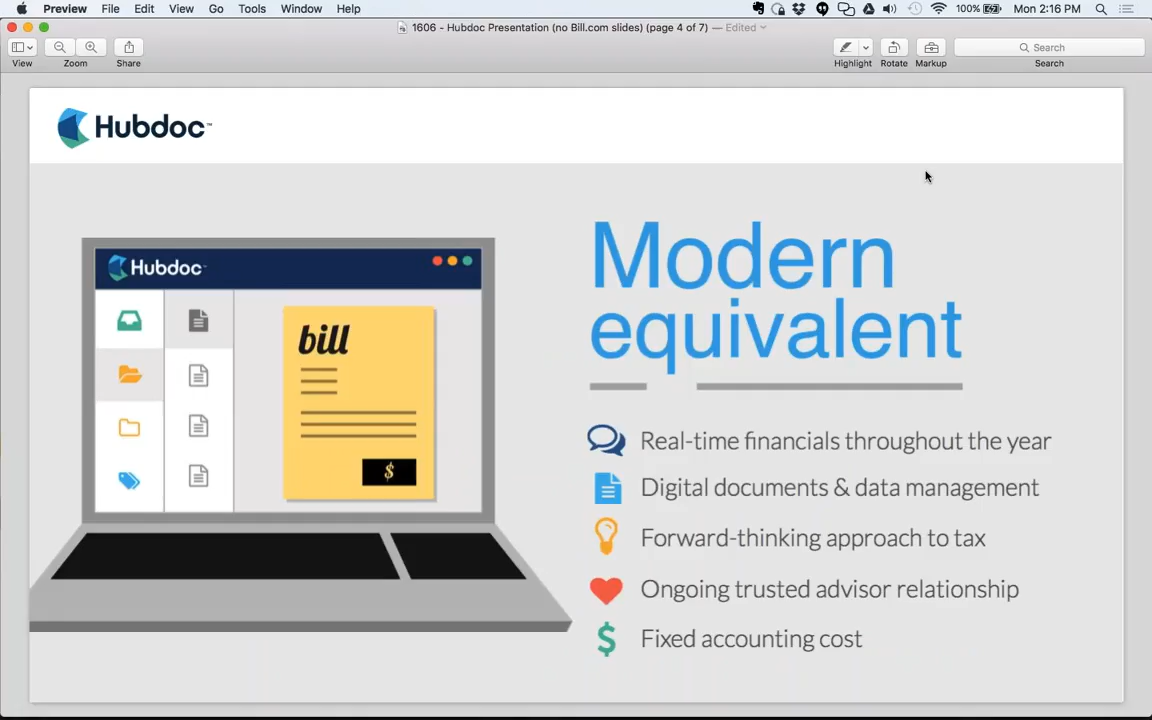 Preview File Edit View Go Tools Window Help 100% Mon 2:16 PM
1606 - Hubdoc Presentation (no Bill.com slides) (page 4 of 7) — Edited
Search
View Zoom Share Highlight Rotate Markup Search
Hubdoc™
Hubdoc
bill
$
Modern
equivalent
Real-time financials throughout the year
Digital documents & data management
Forward-thinking approach to tax
Ongoing trusted advisor relationship
$ Fixed accounting cost